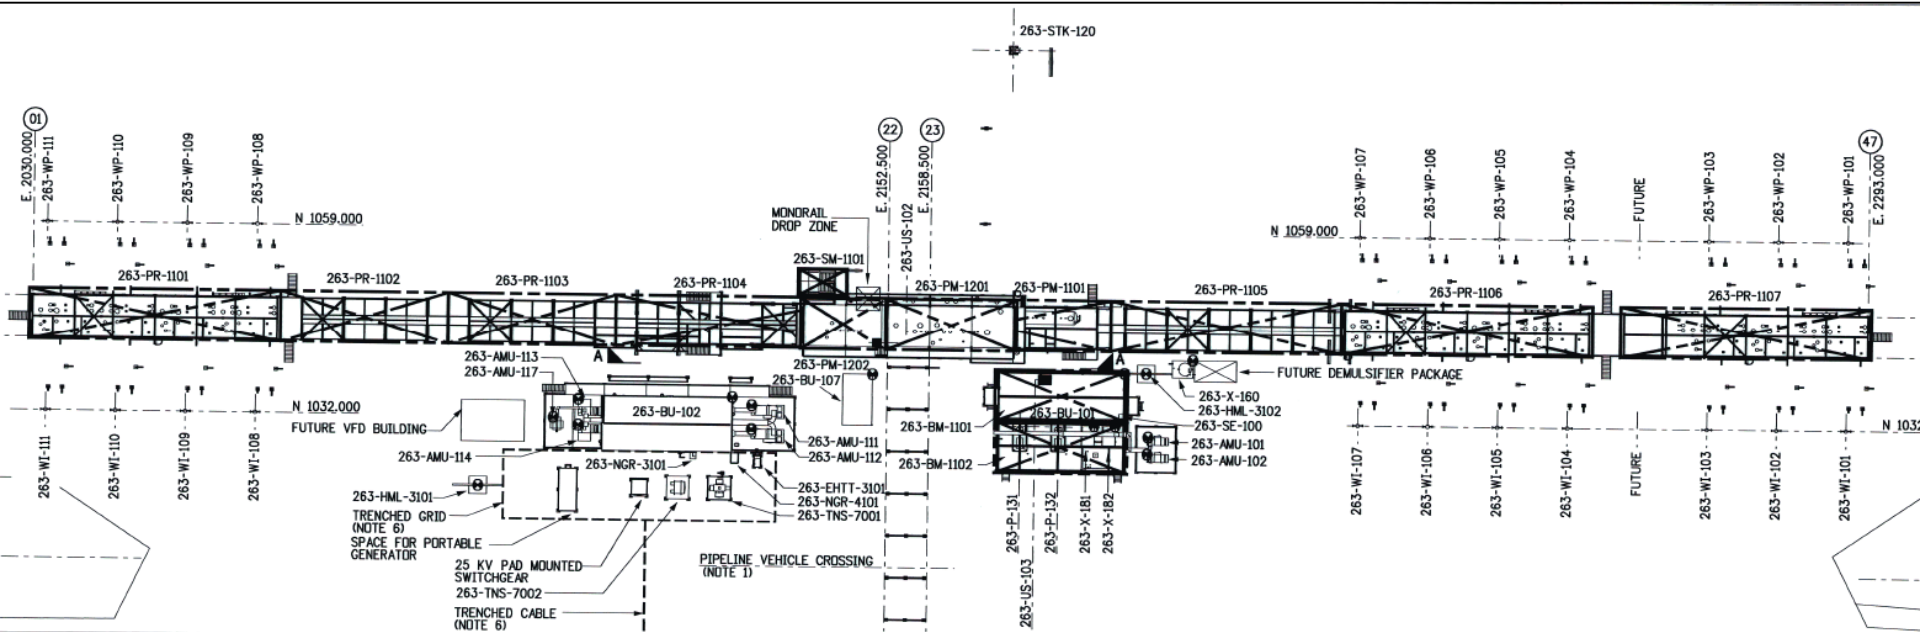 263-STK-120
01
22
23
47
E. 2030.000
263-WP-111
263-WP-110
263-WP-109
263-WP-108
E. 2152.500
263-US-102
E. 2158.500
263-WP-107
263-WP-106
263-WP-105
263-WP-104
FUTURE
263-WP-103
263-WP-102
263-WP-101
E. 2293.000
N 1059.000
MONORAIL
DROP ZONE
N 1059.000
263-PR-1101
263-PR-1102
263-PR-1103
263-PR-1104
263-SM-1101
263-PM-1201
263-PM-1101
263-PR-1105
263-PR-1106
263-PR-1107
263-AMU-113
263-AMU-117
A
263-PM-1202
263-BU-107
A
FUTURE DEMULSIFIER PACKAGE
263-X-160
263-HML-3102
263-SE-100
N 1032.000
FUTURE VFD BUILDING
263-BU-102
263-BU-101
263-BM-1101
N 1032
263-AMU-111
263-AMU-112
263-AMU-101
263-AMU-102
263-AMU-114
263-NGR-3101
263-BM-1102
263-WI-111
263-WI-110
263-WI-109
263-WI-108
263-WI-107
263-WI-106
263-WI-105
263-WI-104
FUTURE
263-WI-103
263-WI-102
263-WI-101
263-HML-3101
263-EHTT-3101
263-NGR-4101
263-TNS-7001
TRENCHED GRID
(NOTE 6)
SPACE FOR PORTABLE
GENERATOR
263-P-131
263-P-132
263-X-181
263-X-182
263-US-103
25 KV PAD MOUNTED
SWITCHGEAR
263-TNS-7002
PIPELINE VEHICLE CROSSING
(NOTE 1)
TRENCHED CABLE
(NOTE 6)